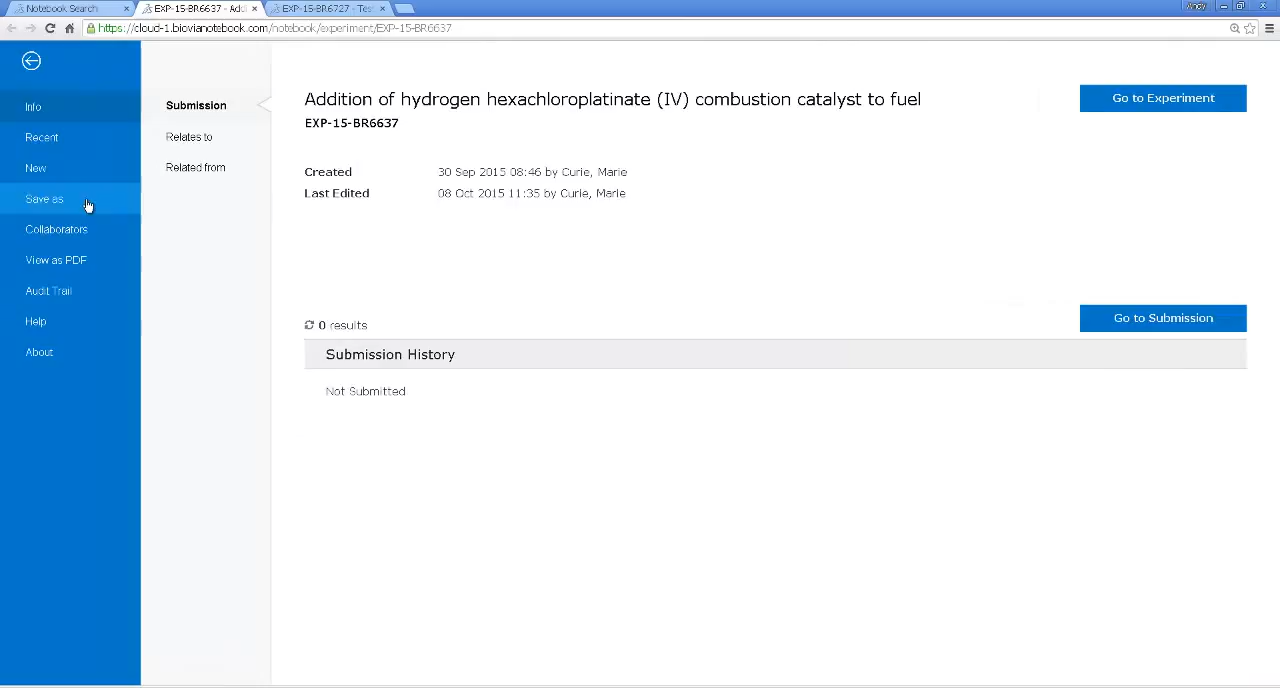 Notebook Search
EXP-15-BR6637 - Add
EXP-15-BR6727 - Tes
Andy
https://cloud-1.biovianotebook.com/notebook/experiment/EXP-15-BR6637
Info
Recent
New
Save as
Collaborators
View as PDF
Audit Trail
Help
About
Submission
Relates to
Related from
Addition of hydrogen hexachloroplatinate (IV) combustion catalyst to fuel
EXP-15-BR6637
Go to Experiment
Created 30 Sep 2015 08:46 by Curie, Marie
Last Edited 08 Oct 2015 11:35 by Curie, Marie
0 results
Go to Submission
Submission History
Not Submitted